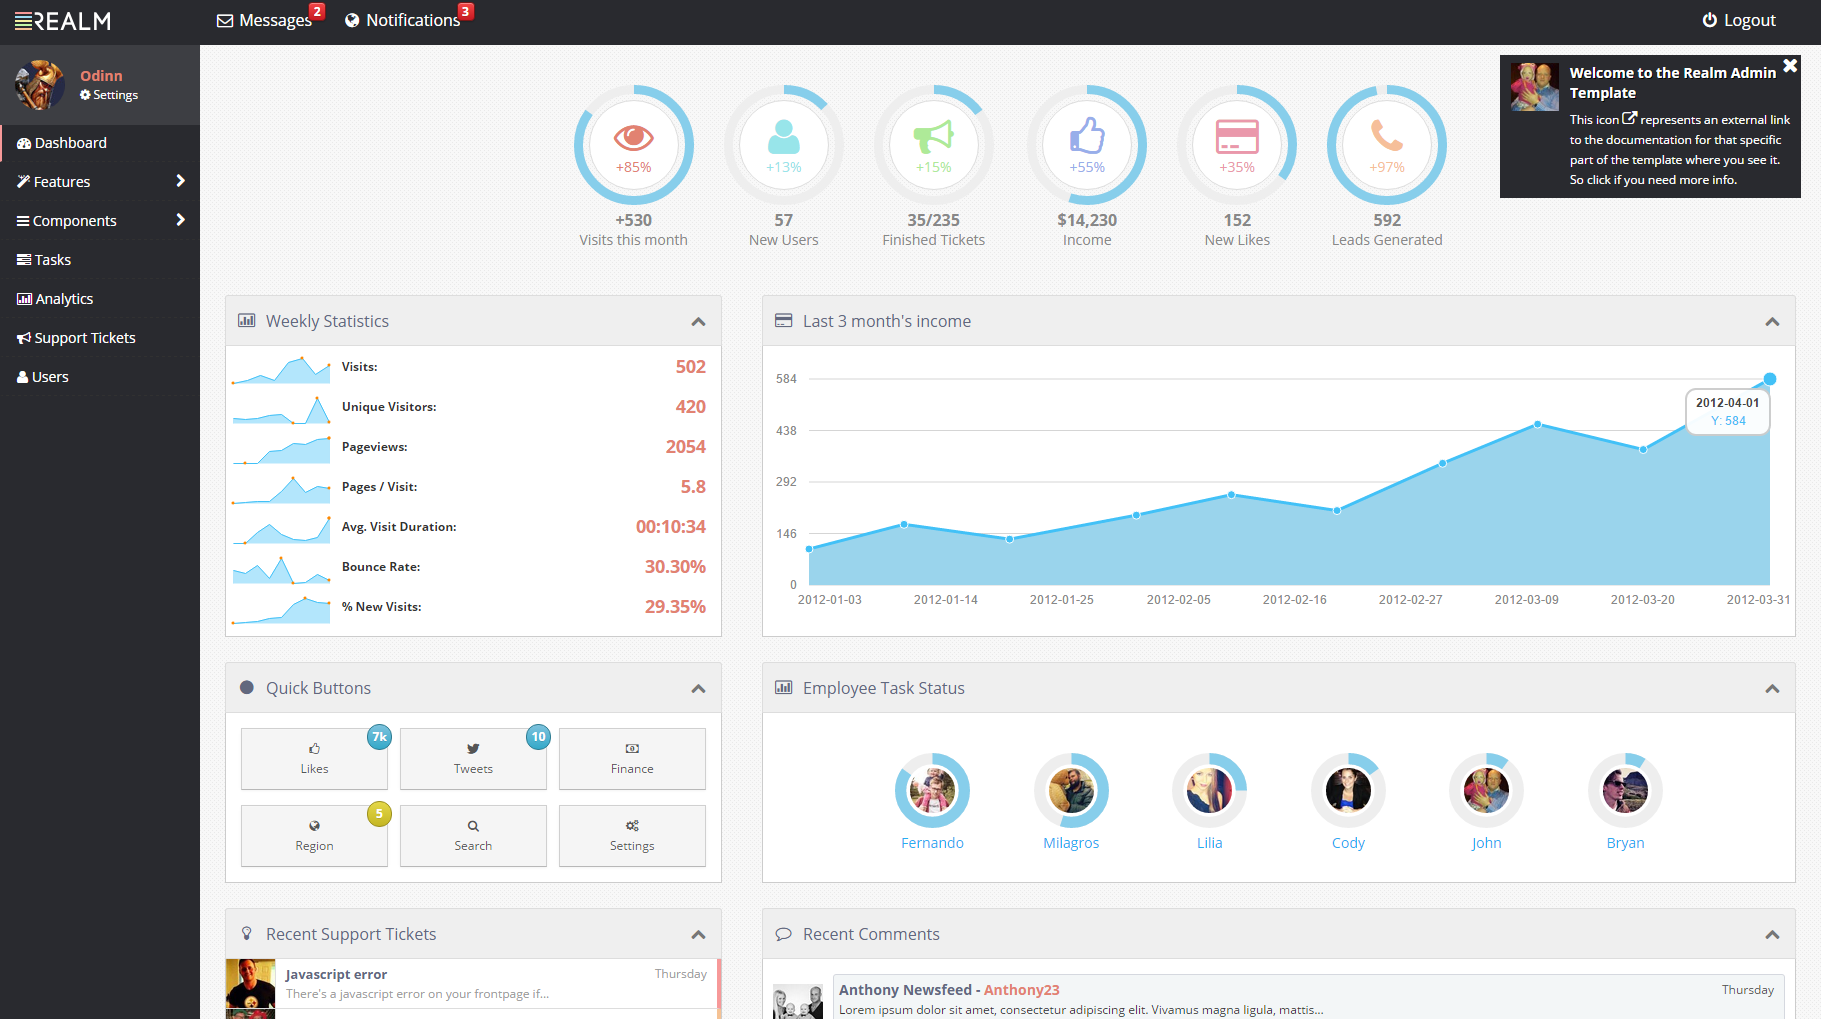 REALM
Messages 2
Notifications 3
Logout
Odinn
Settings
Dashboard
Features
Components
Tasks
Analytics
Support Tickets
Users
+85%
+530
Visits this month
+13%
57
New Users
+15%
35/235
Finished Tickets
+55%
$14,230
Income
+35%
152
New Likes
+97%
592
Leads Generated
Welcome to the Realm Admin
Template
This icon represents an external link
to the documentation for that specific
part of the template where you see it.
So click if you need more info.
Weekly Statistics
Visits: 502
Unique Visitors: 420
Pageviews: 2054
Pages / Visit: 5.8
Avg. Visit Duration: 00:10:34
Bounce Rate: 30.30%
% New Visits: 29.35%
Last 3 month's income
584
438
292
146
0
2012-04-01
Y: 584
2012-01-03 2012-01-14 2012-01-25 2012-02-05 2012-02-16 2012-02-27 2012-03-09 2012-03-20 2012-03-31
Quick Buttons
7k
Likes
10
Tweets
Finance
5
Region
Search
Settings
Employee Task Status
Fernando
Milagros
Lilia
Cody
John
Bryan
Recent Support Tickets
Javascript error Thursday
There's a javascript error on your frontpage if...
Recent Comments
Anthony Newsfeed - Anthony23 Thursday
Lorem ipsum dolor sit amet, consectetur adipiscing elit. Vivamus magna ligula, mattis...